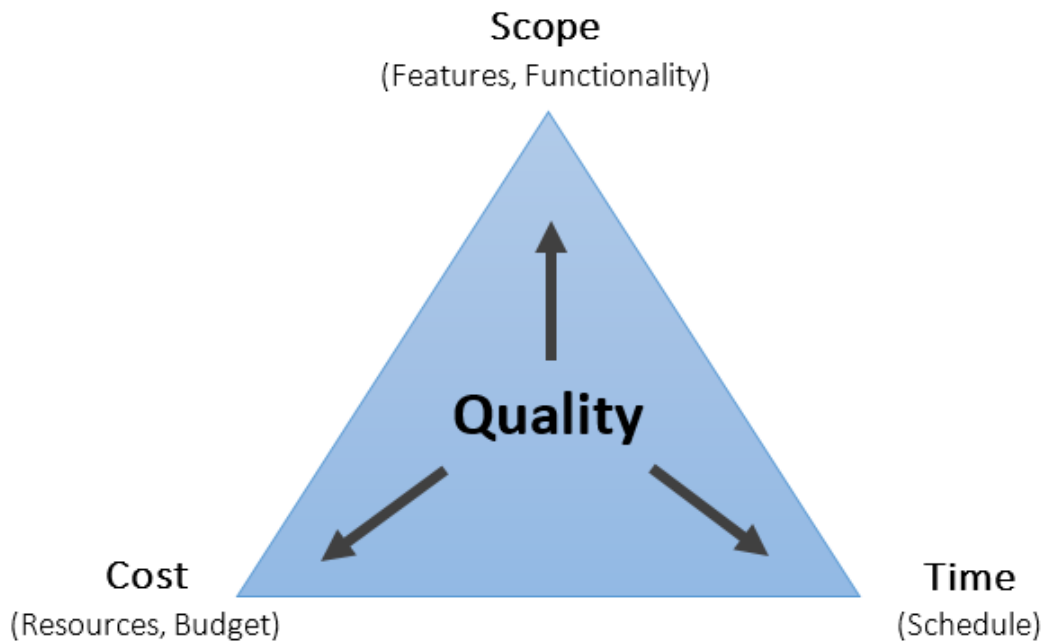 Scope
(Features, Functionality)
Quality
Cost
(Resources, Budget)
Time
(Schedule)